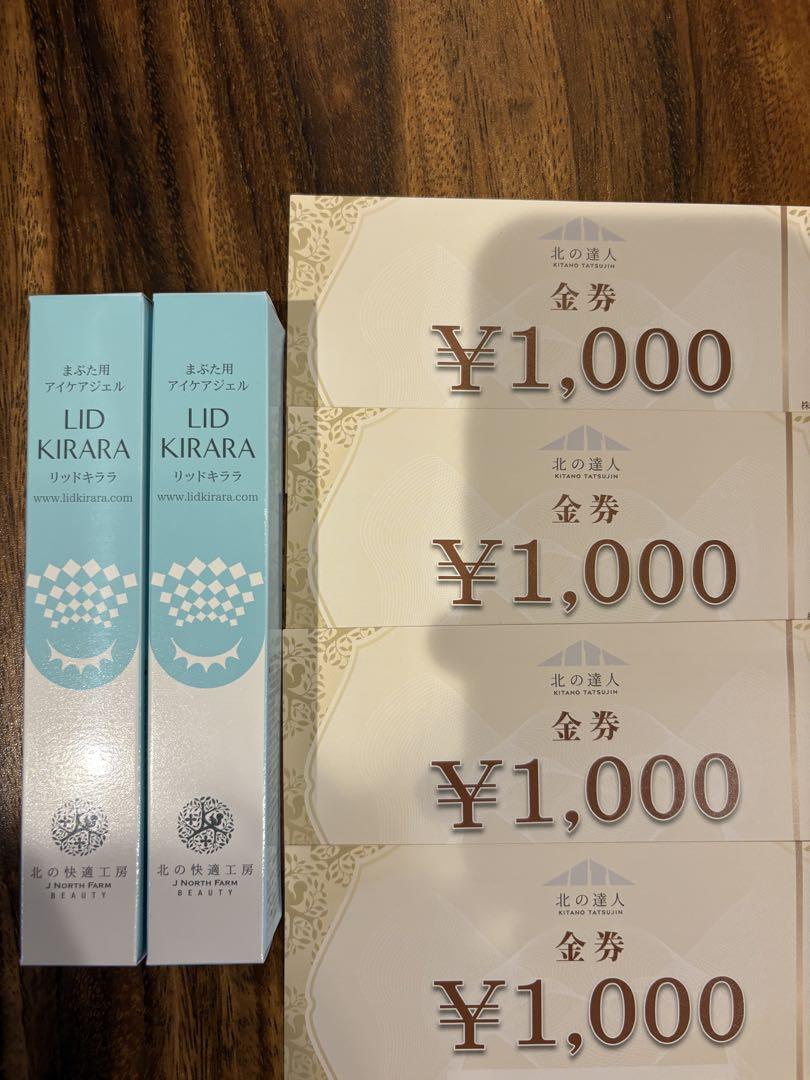 まぶた用
アイケアジェル
LID
KIRARA
リッドキララ
www.lidkirara.com
北の快適工房
J NORTH FARM
BEAUTY
まぶた用
アイケアジェル
LID
KIRARA
リッドキララ
www.lidkirara.com
北の快適工房
J NORTH FARM
BEAUTY
北の達人
KITANO TATSUJIN
金券
¥1,000
株
北の達人
KITANO TATSUJIN
金券
¥1,000
北の達人
KITANO TATSUJIN
金券
¥1,000
北の達人
KITANO TATSUJIN
金券
¥1,000